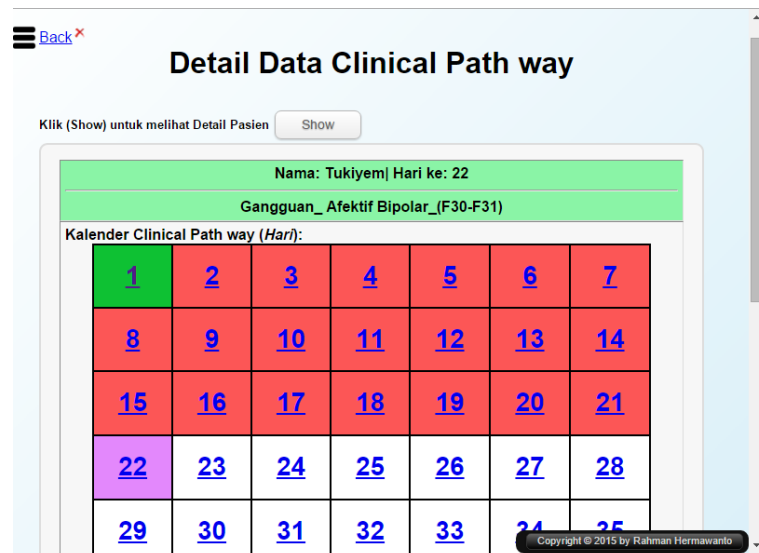 Back
Detail Data Clinical Path way
Klik (Show) untuk melihat Detail Pasien Show
Nama: Tukiyem| Hari ke: 22
Gangguan_ Afektif Bipolar_(F30-F31)
Kalender Clinical Path way (Hari):
1 2 3 4 5 6 7
8 9 10 11 12 13 14
15 16 17 18 19 20 21
22 23 24 25 26 27 28
29 30 31 32 33 34 35
Copyright © 2015 by Rahman Hermawanto